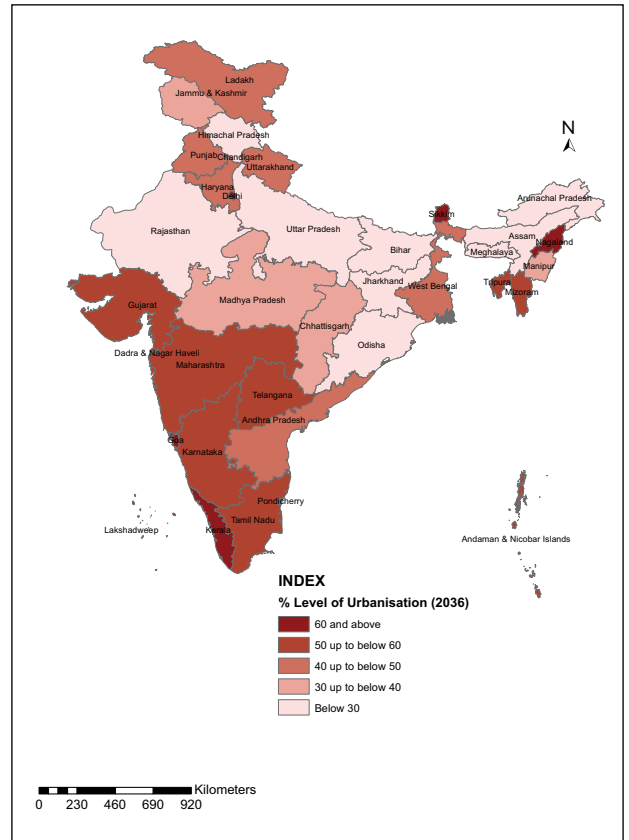 Ladakh
Jammu & Kashmir
Himachal Pradesh
Punjab
Chandigarh
Uttarakhand
Haryana
Delhi
N
Rajasthan
Uttar Pradesh
Bihar
Sikkim
Arunachal Pradesh
Assam
Nagaland
Meghalaya
Manipur
Tripura
Mizoram
Jharkhand
West Bengal
Gujarat
Madhya Pradesh
Chhattisgarh
Odisha
Dadra & Nagar Haveli
Maharashtra
Telangana
Andhra Pradesh
Goa
Karnataka
Pondicherry
Lakshadweep
Kerala
Tamil Nadu
Andaman & Nicobar Islands
INDEX
% Level of Urbanisation (2036)
60 and above
50 up to below 60
40 up to below 50
30 up to below 40
Below 30
Kilometers
0 230 460 690 920